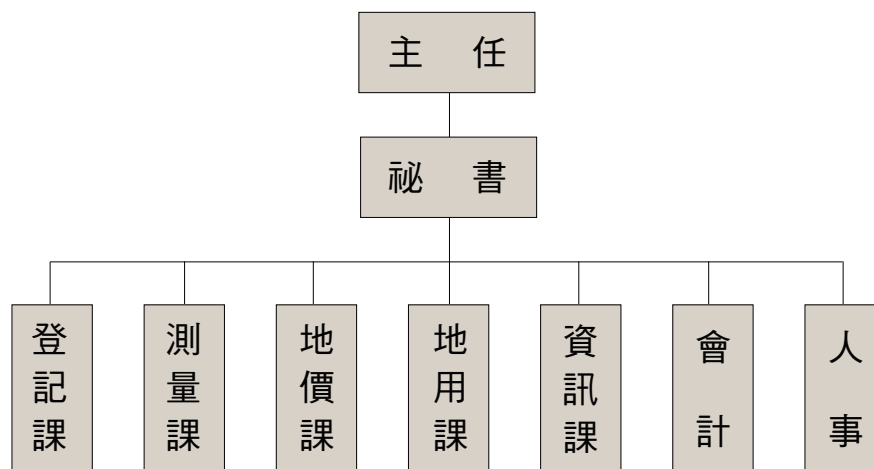 主 任
祕 書
登記課
測量課
地價課
地用課
資訊課
會 計
人 事